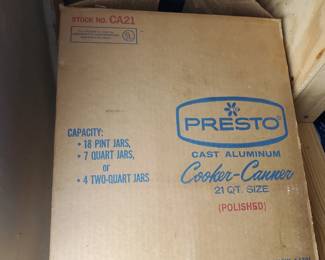 STOCK NO. CA21
PRESTO
CAST ALUMINUM
Cooker-Canner
21 QT. SIZE
(POLISHED)
CAPACITY:
• 18 PINT JARS,
• 7 QUART JARS,
or
• 4 TWO-QUART JARS